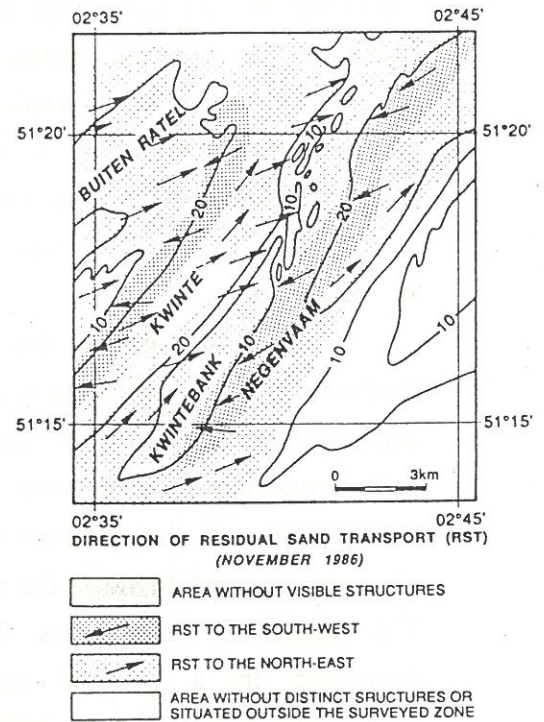 02°35' 02°45'
51°20' 51°20'
BUITEN RATEL
10
20
10
20
KWINTE
10
10
20
10
NEGENVAAM
10
10
KWINTEBANK
51°15' 51°15'
0 3km
02°35' 02°45'
DIRECTION OF RESIDUAL SAND TRANSPORT (RST)
(NOVEMBER 1986)
AREA WITHOUT VISIBLE STRUCTURES
RST TO THE SOUTH-WEST
RST TO THE NORTH-EAST
AREA WITHOUT DISTINCT SRUCTURES OR
SITUATED OUTSIDE THE SURVEYED ZONE